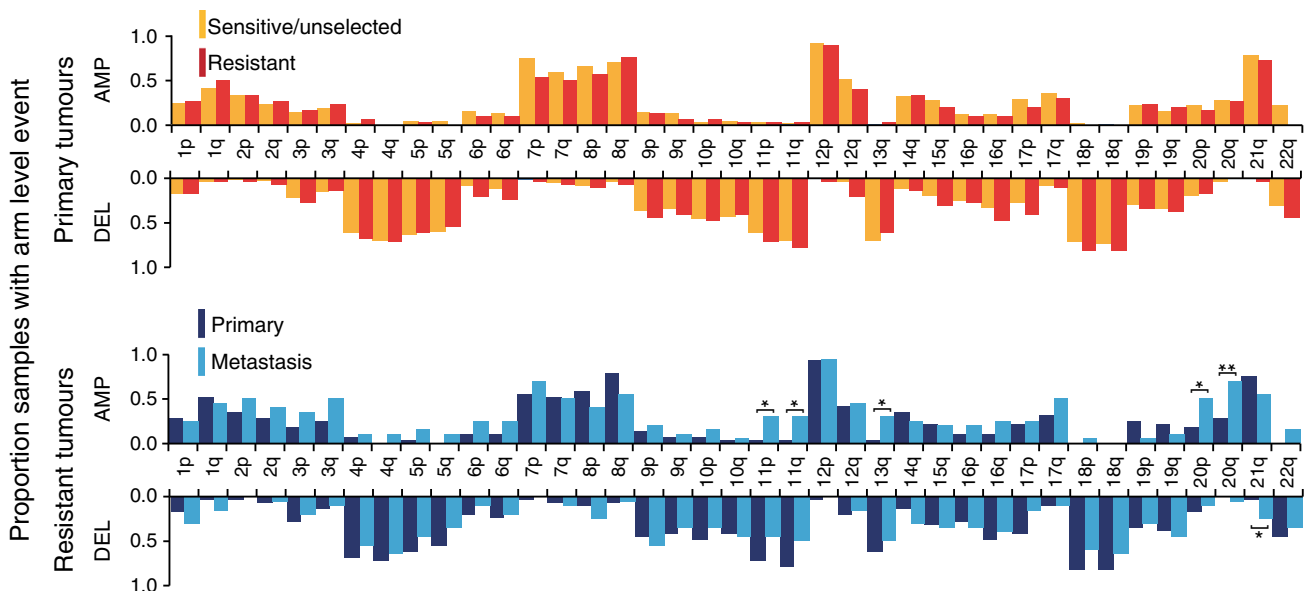 Proportion samples with arm level event
Primary tumours
AMP
DEL
Sensitive/unselected
Resistant
1.0
0.5
0.0
1p 1q 2p 2q 3p 3q 4p 4q 5p 5q 6p 6q 7p 7q 8p 8q 9p 9q 10p 10q 11p 11q 12p 12q 13q 14q 15q 16p 16q 17p 17q 18p 18q 19p 19q 20p 20q 21q 22q
0.0
0.5
1.0
Resistant tumours
AMP
DEL
Primary
Metastasis
1.0
0.5
0.0
* * * * **
1p 1q 2p 2q 3p 3q 4p 4q 5p 5q 6p 6q 7p 7q 8p 8q 9p 9q 10p 10q 11p 11q 12p 12q 13q 14q 15q 16p 16q 17p 17q 18p 18q 19p 19q 20p 20q 21q 22q
0.0
0.5
1.0
*